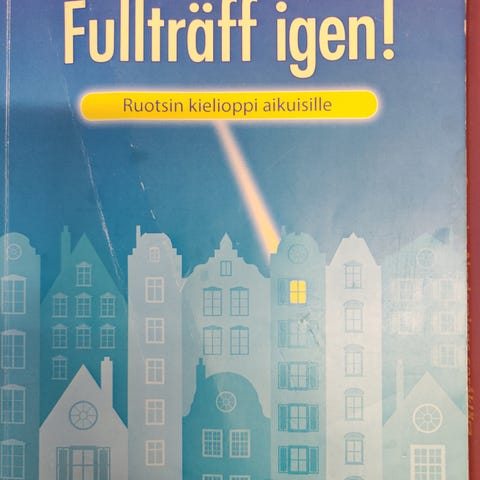 Fullträff igen!
Ruotsin kielioppi aikuisille